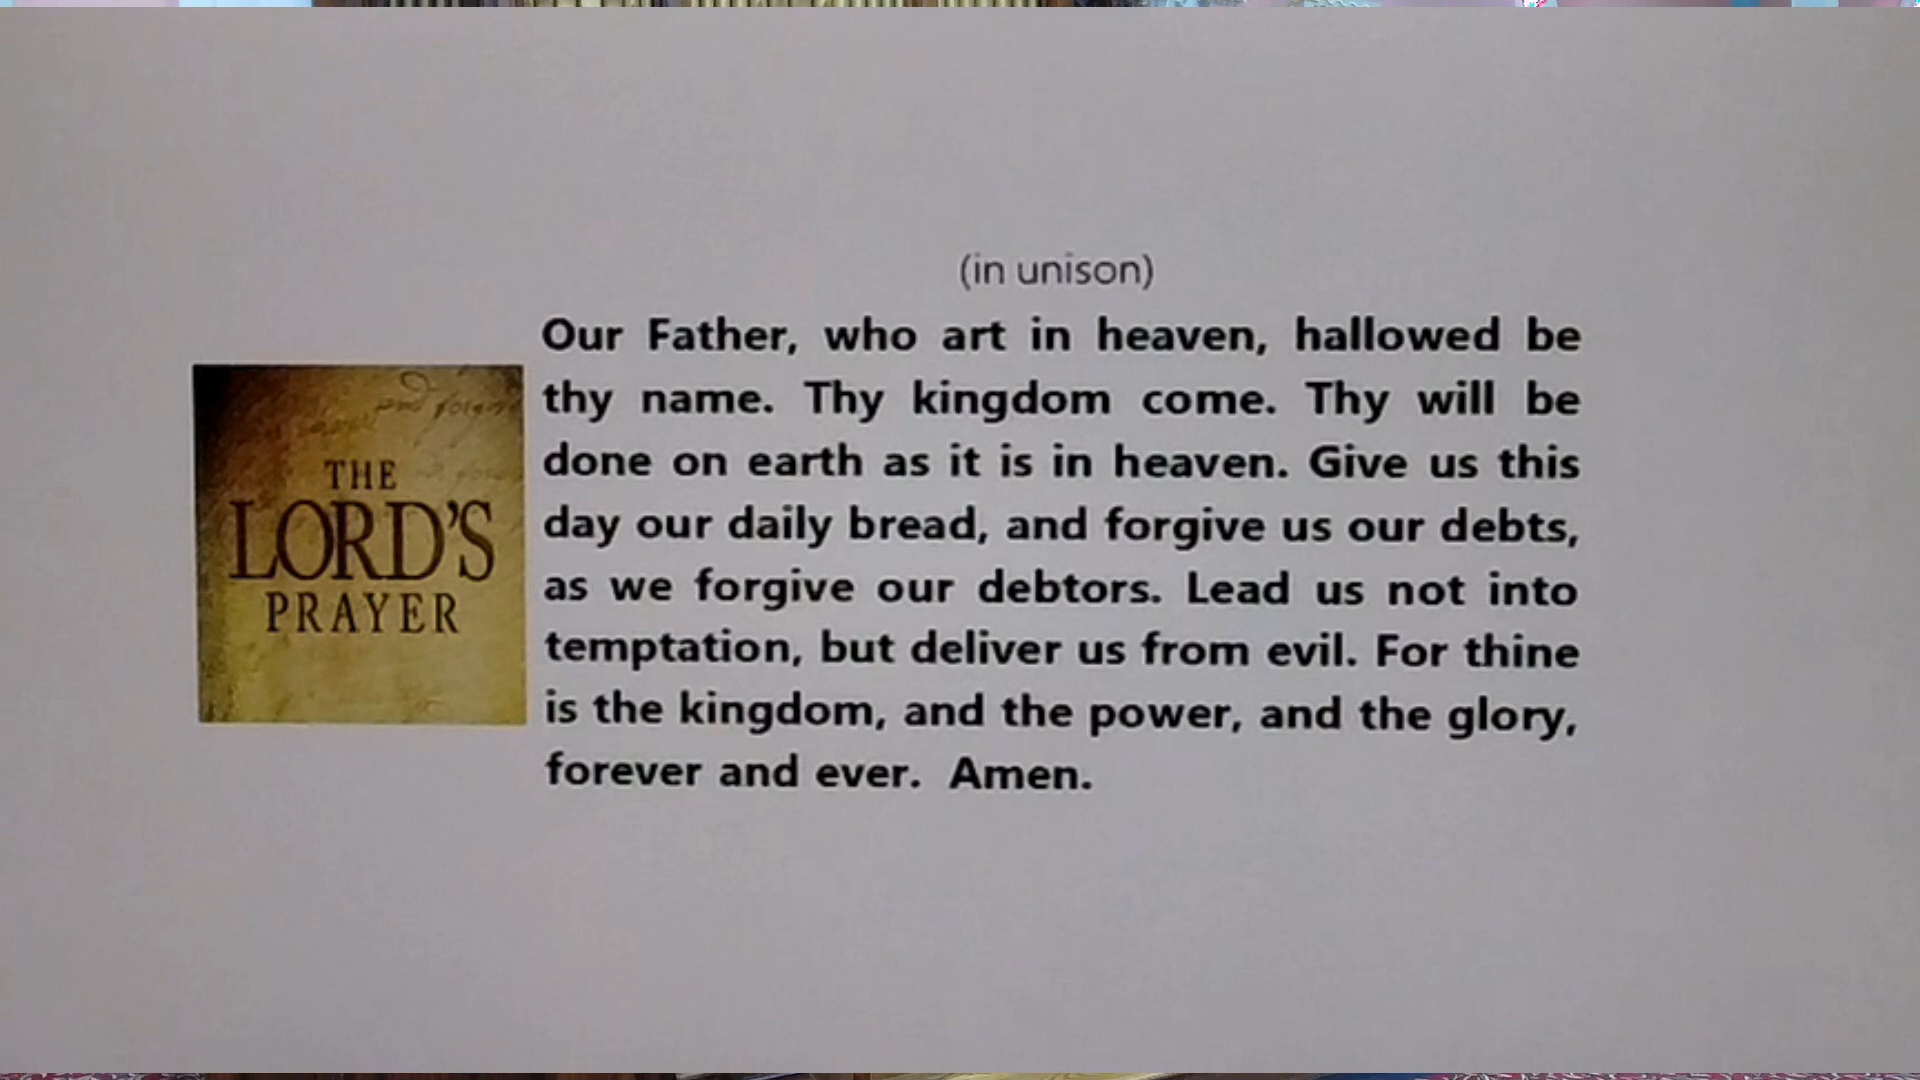 (in unison)
Our Father, who art in heaven, hallowed be
thy name. Thy kingdom come. Thy will be
done on earth as it is in heaven. Give us this
day our daily bread, and forgive us our debts,
as we forgive our debtors. Lead us not into
temptation, but deliver us from evil. For thine
is the kingdom, and the power, and the glory,
forever and ever. Amen.
THE
LORD'S
PRAYER